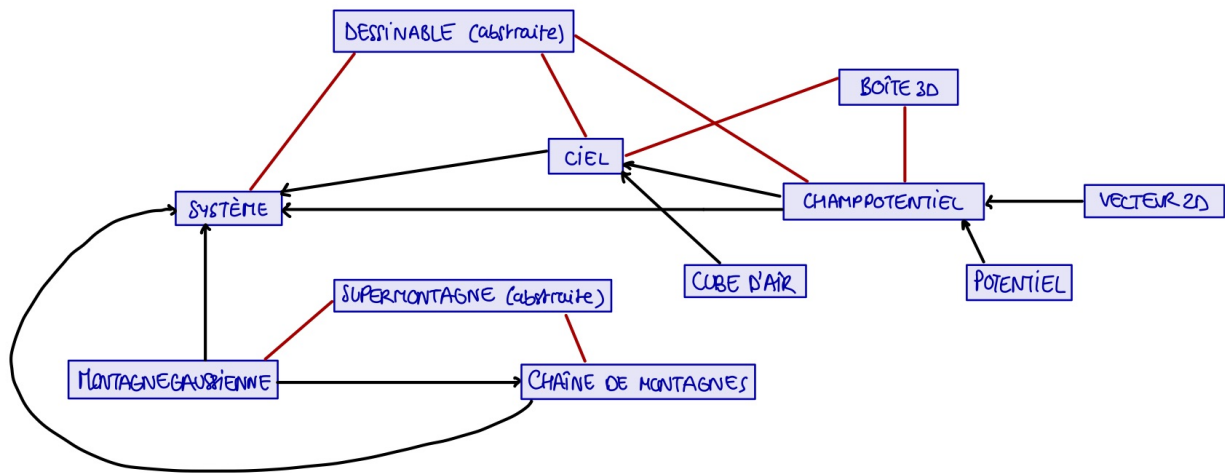 DESSINABLE (abstraite)
BOÎTE 3D
CIEL
SYSTÈME
CHAMPPOTENTIEL
VECTEUR 2D
CUBE D'AIR
POTENTIEL
SUPERMONTAGNE (abstraite)
MONTAGNEGAUSSIENNE
CHAÎNE DE MONTAGNES